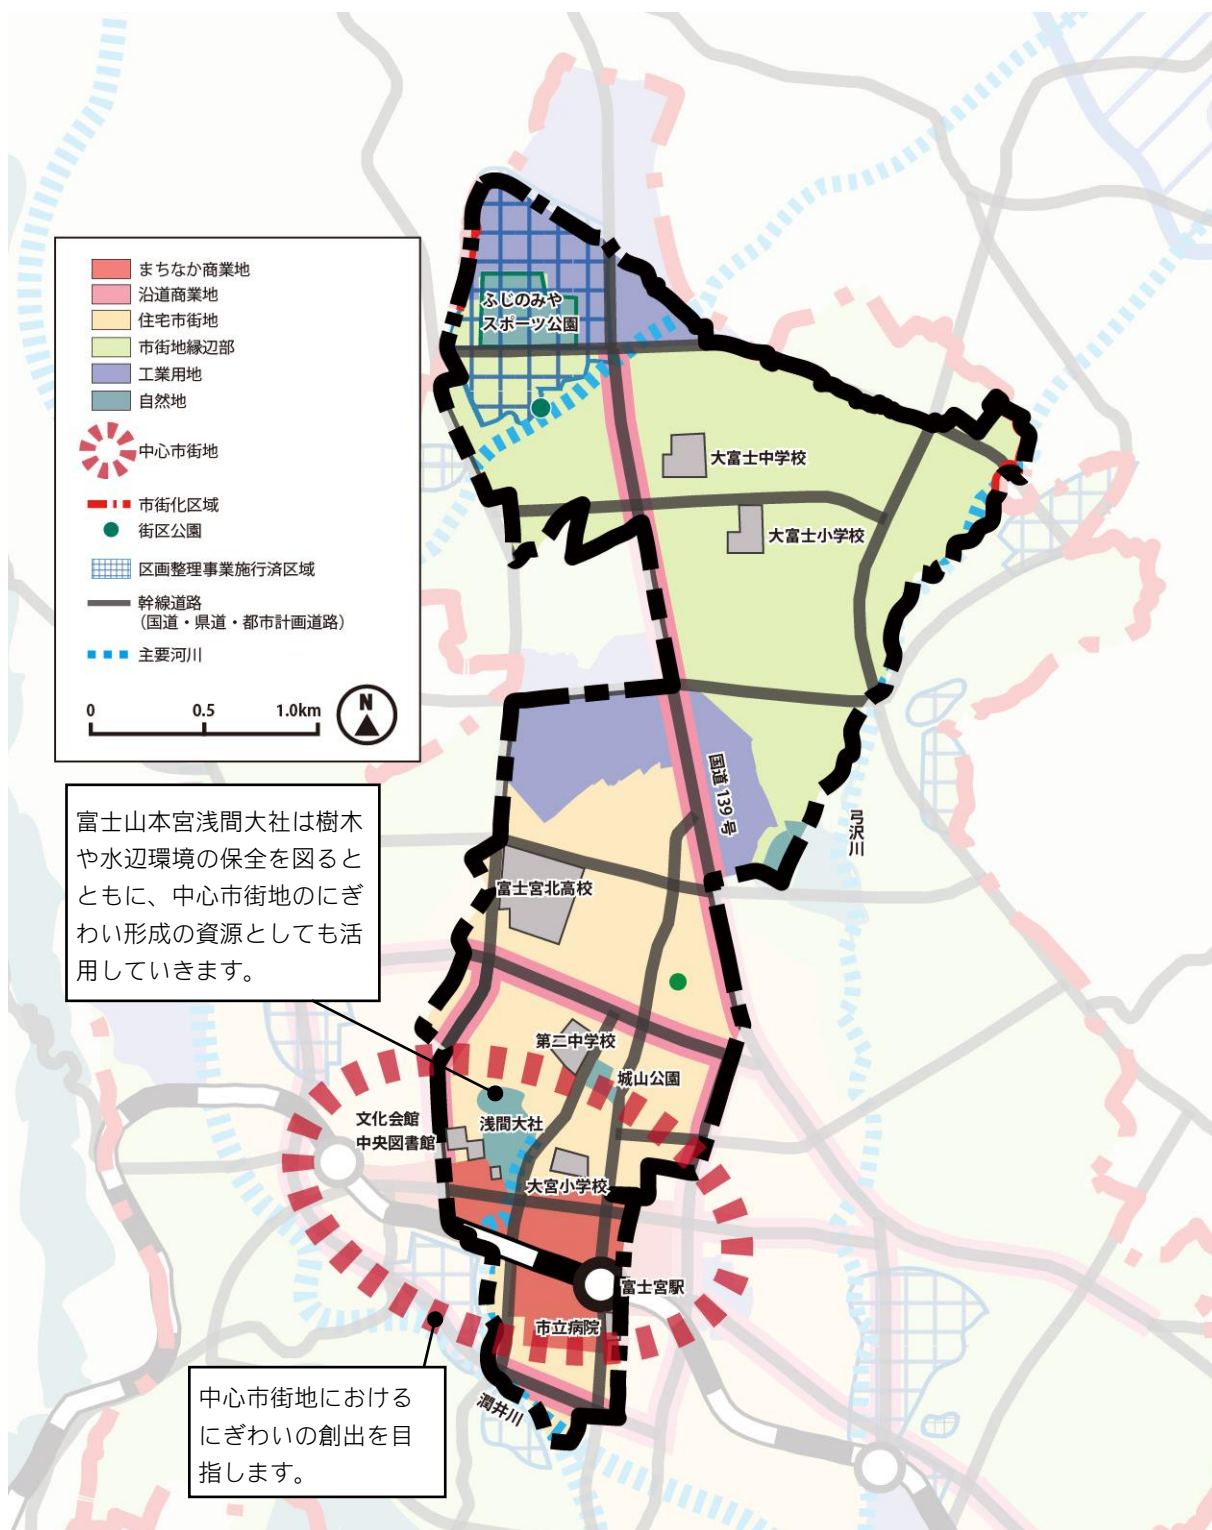 まちなか商業地
沿道商業地
住宅市街地
市街地縁辺部
工業用地
自然地
中心市街地
市街化区域
街区公園
区画整理事業施行済区域
幹線道路
（国道・県道・都市計画道路）
主要河川
0 0.5 1.0km
N
ふじのみや
スポーツ公園
大富士中学校
大富士小学校
国道 139 号
弓沢川
富士山本宮浅間大社は樹木
や水辺環境の保全を図ると
ともに、中心市街地のにぎ
わい形成の資源としても活
用していきます。
富士宮北高校
第二中学校
城山公園
文化会館
中央図書館
浅間大社
大宮小学校
富士宮駅
市立病院
潤井川
中心市街地における
にぎわいの創出を目
指します。